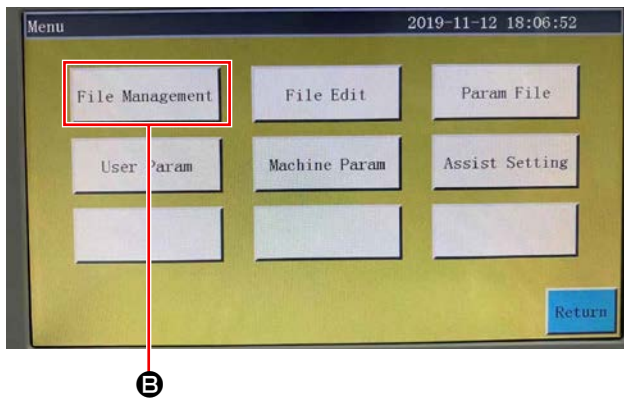 Menu 2019-11-12 18:06:52
File Management File Edit Param File
User Param Machine Param Assist Setting
Return
B